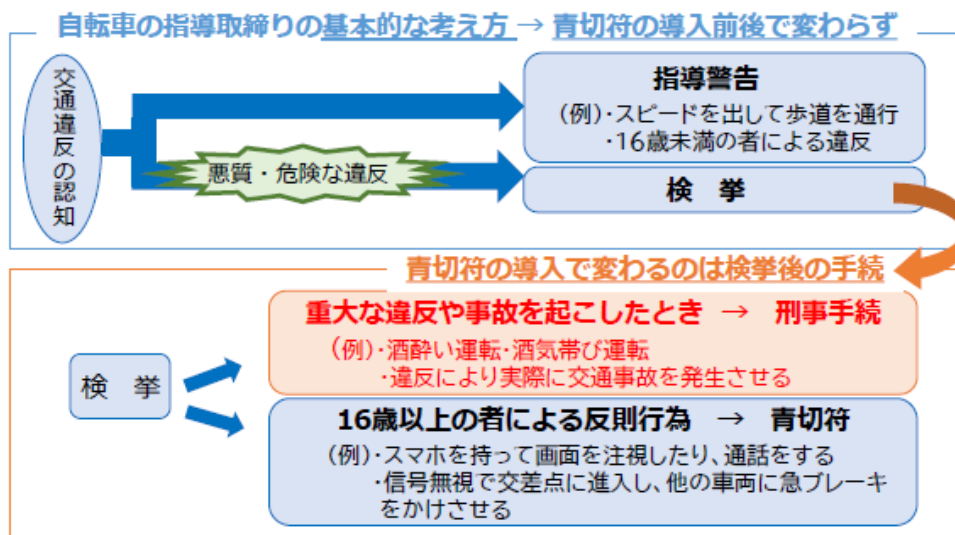 自転車の指導取締りの基本的な考え方 → 青切符の導入前後で変わらず
交通違反の認知
指導警告
(例)・スピードを出して歩道を通行
・16歳未満の者による違反
悪質・危険な違反
検 挙
青切符の導入で変わるのは検挙後の手続
重大な違反や事故を起こしたとき → 刑事手続
(例)・酒酔い運転・酒気帯び運転
・違反により実際に交通事故を発生させる
検 挙
16歳以上の者による反則行為 → 青切符
(例)・スマホを持って画面を注視したり、通話をする
・信号無視で交差点に進入し、他の車両に急ブレーキ
をかけさせる